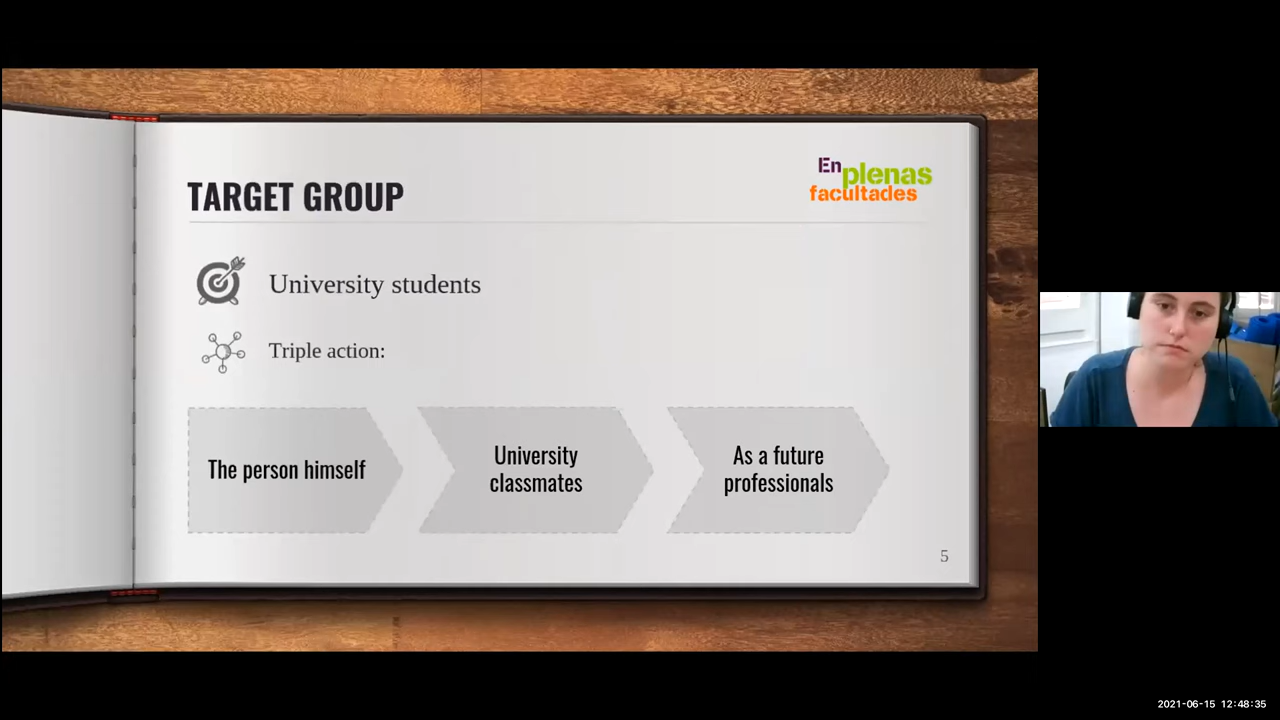 En
plenas
facultades
TARGET GROUP
University students
Triple action:
The person himself
University
classmates
As a future
professionals
5
2021-06-15 12:48:35